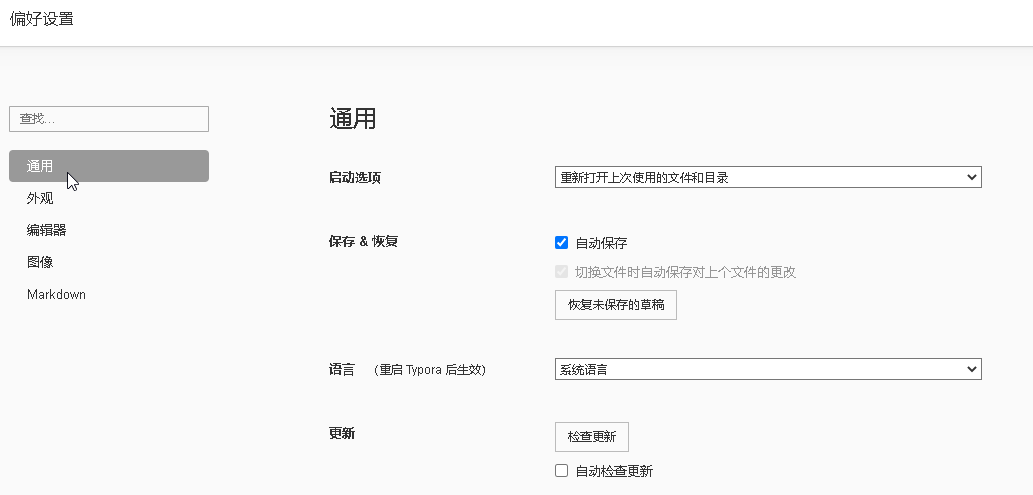 偏好设置
查找...
通用
外观
编辑器
图像
Markdown
通用
启动选项
重新打开上次使用的文件和目录
保存 & 恢复
自动保存
切换文件时自动保存对上个文件的更改
恢复未保存的草稿
语言 (重启 Typora 后生效)
系统语言
更新
检查更新
自动检查更新